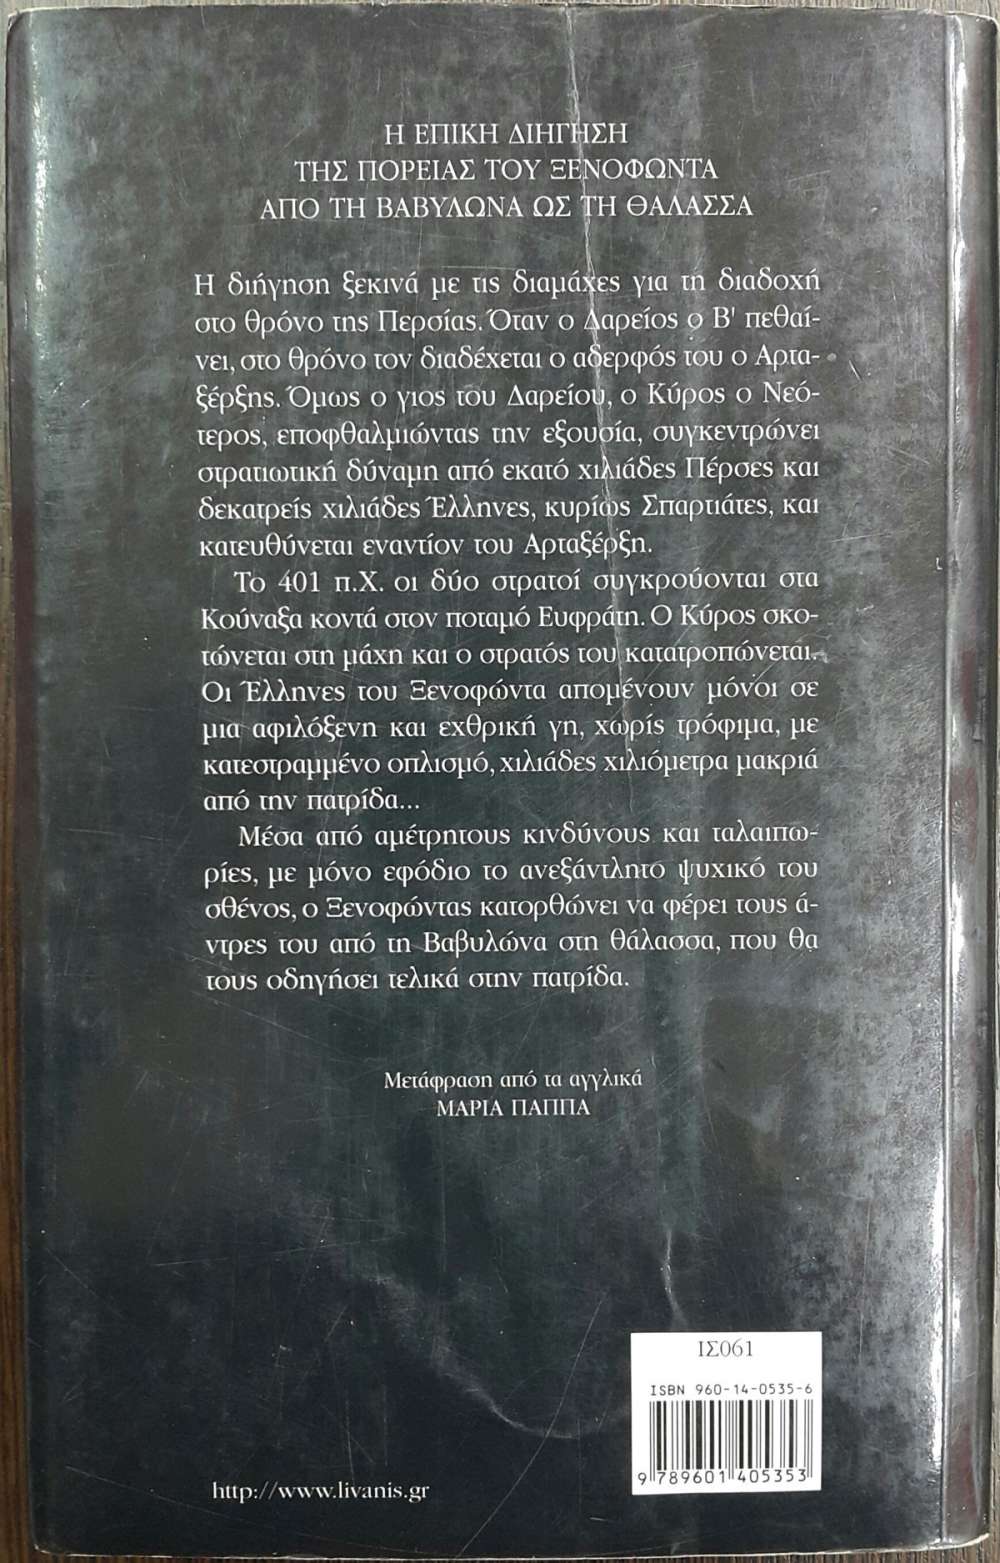 Η ΕΠΙΚΗ ΔΙΗΓΗΣΗ
ΤΗΣ ΠΟΡΕΙΑΣ ΤΟΥ ΞΕΝΟΦΩΝΤΑ
ΑΠΟ ΤΗ ΒΑΒΥΛΩΝΑ ΩΣ ΤΗ ΘΑΛΑΣΣΑ
Η διήγηση ξεκινά με τις διαμάχες για τη διαδοχή
στο θρόνο της Περσίας. Όταν ο Δαρείος ο Β' πεθαί-
νει, στο θρόνο τον διαδέχεται ο αδερφός του ο Αρτα-
ξέρξης. Όμως ο γιος του Δαρείου, ο Κύρος ο Νεό-
τερος, εποφθαλμιώντας την εξουσία, συγκεντρώνει
στρατιωτική δύναμη από εκατό χιλιάδες Πέρσες και
δεκατρείς χιλιάδες Έλληνες, κυρίως Σπαρτιάτες, και
κατευθύνεται εναντίον του Αρταξέρξη.
Το 401 π.Χ. οι δύο στρατοί συγκρούονται στα
Κούναξα κοντά στον ποταμό Ευφράτη. Ο Κύρος σκο-
τώνεται στη μάχη και ο στρατός του κατατροπώνεται.
Οι Έλληνες του Ξενοφώντα απομένουν μόνοι σε
μια αφιλόξενη και εχθρική γη, χωρίς τρόφιμα, με
κατεστραμμένο οπλισμό, χιλιάδες χιλιόμετρα μακριά
από την πατρίδα...
Μέσα από αμέτρητους κινδύνους και ταλαιπω-
ρίες, με μόνο εφόδιο το ανεξάντλητο ψυχικό του
σθένος, ο Ξενοφώντας κατορθώνει να φέρει τους ά-
ντρες του από τη Βαβυλώνα στη θάλασσα, που θα
τους οδηγήσει τελικά στην πατρίδα.
Μετάφραση από τα αγγλικά
ΜΑΡΙΑ ΠΑΠΠΑ
ΙΣ061
ISBN 960-14-0535-6
9 789601 405353
http://www.livanis.gr